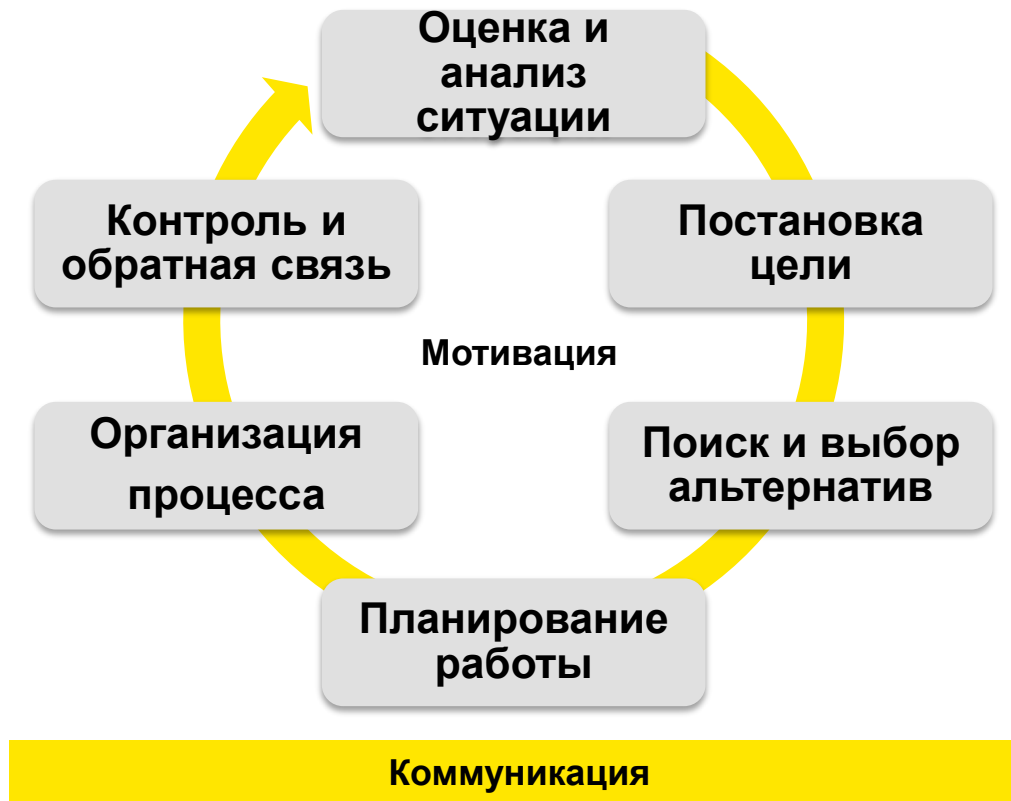 Оценка и
анализ
ситуации
Постановка
цели
Поиск и выбор
альтернатив
Планирование
работы
Организация
процесса
Контроль и
обратная связь
Мотивация
Коммуникация